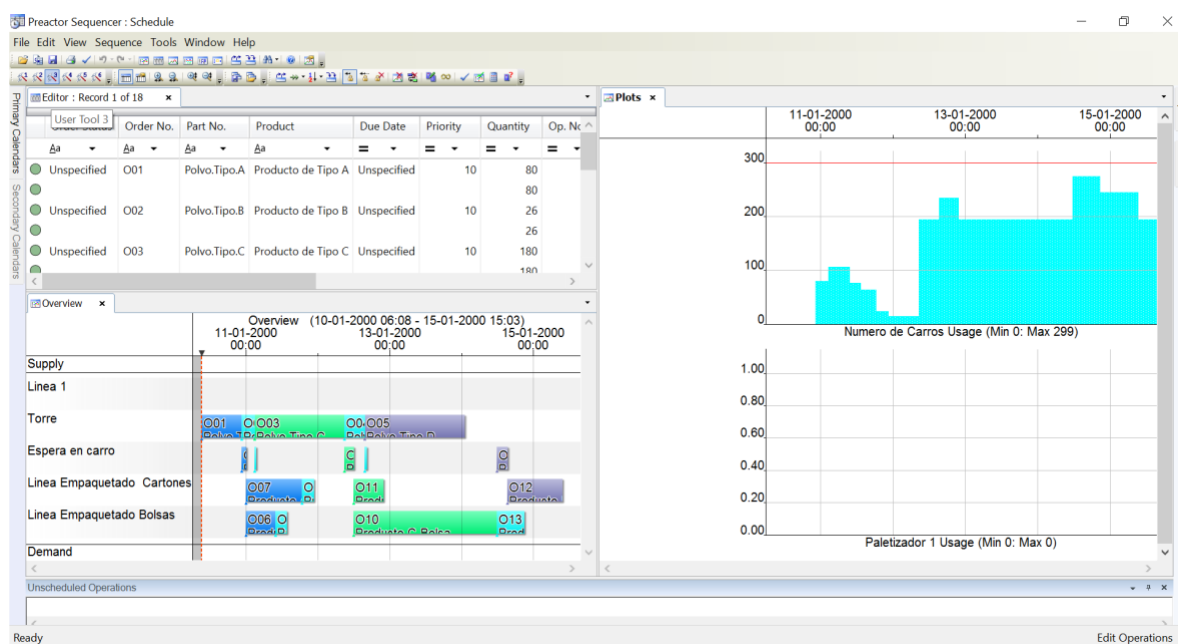 Preactor Sequencer : Schedule
File Edit View Sequence Tools Window Help
Primary Calendars
Secondary Calendars
Editor : Record 1 of 18
User Tool 3
Order No. Part No. Product Due Date Priority Quantity Op. No
Aa Aa Aa Aa = = = =
Unspecified O01 Polvo.Tipo.A Producto de Tipo A Unspecified 10 80
80
Unspecified O02 Polvo.Tipo.B Producto de Tipo B Unspecified 10 26
26
Unspecified O03 Polvo.Tipo.C Producto de Tipo C Unspecified 10 180
180
Overview
Overview (10-01-2000 06:08 - 15-01-2000 15:03)
11-01-2000 13-01-2000 15-01-2000
00:00 00:00 00:00
Supply
Linea 1
Torre
O01 O03 O05
Espera en carro
Linea Empaquetado Cartones
O07 O11 O12
Linea Empaquetado Bolsas
O06 O10 O13
Demand
Plots
11-01-2000 13-01-2000 15-01-2000
00:00 00:00 00:00
300
200
100
0
Numero de Carros Usage (Min 0: Max 299)
1.00
0.80
0.60
0.40
0.20
0.00
Paletizador 1 Usage (Min 0: Max 0)
Unscheduled Operations
Ready
Edit Operations